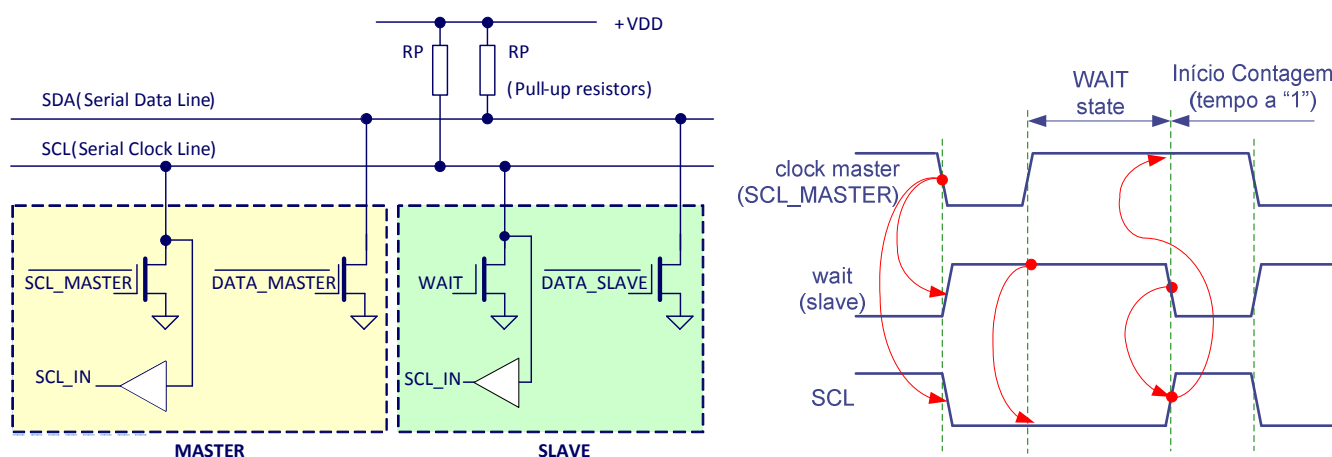 +VDD
RP
RP
(Pull-up resistors)
SDA(Serial Data Line)
SCL(Serial Clock Line)
SCL_MASTER
DATA_MASTER
WAIT
DATA_SLAVE
SCL_IN
SCL_IN
MASTER
SLAVE
WAIT
state
Início Contagem
(tempo a “1”)
clock master
(SCL_MASTER)
wait
(slave)
SCL